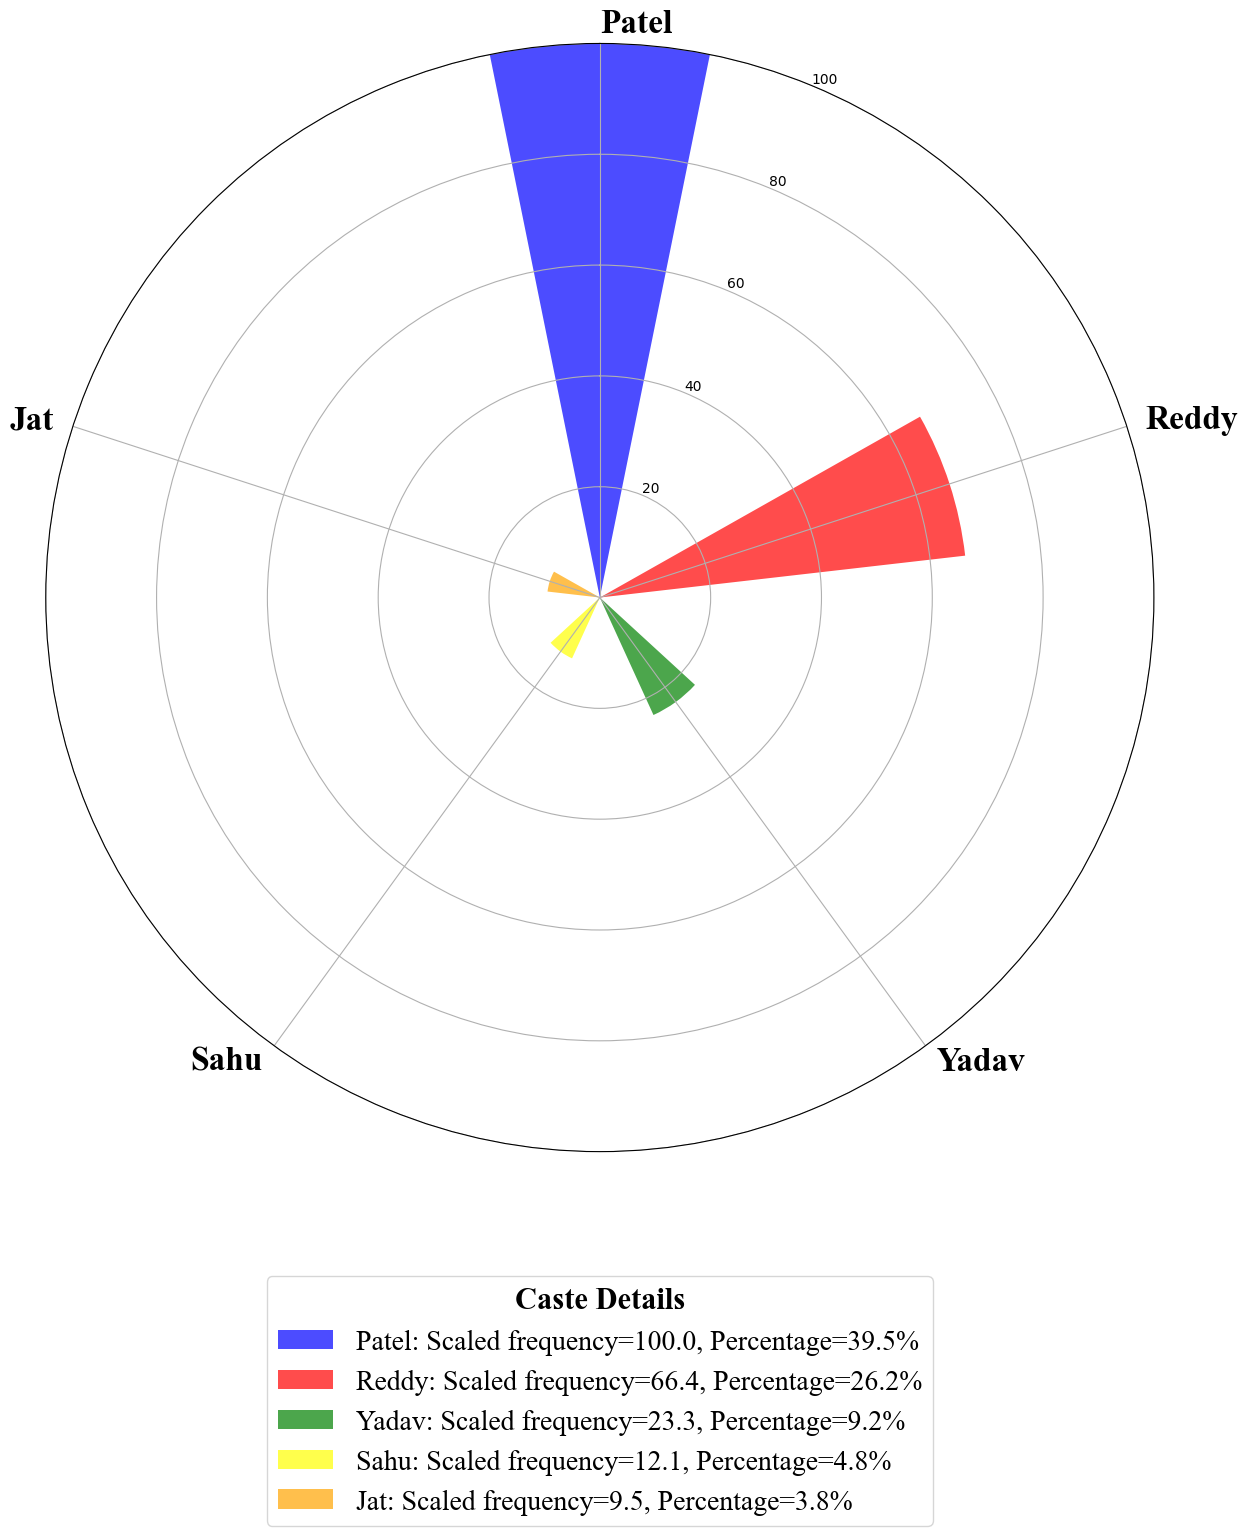 Patel
100
80
60
40
20
Jat
Reddy
Sahu
Yadav
Caste Details
Patel: Scaled frequency=100.0, Percentage=39.5%
Reddy: Scaled frequency=66.4, Percentage=26.2%
Yadav: Scaled frequency=23.3, Percentage=9.2%
Sahu: Scaled frequency=12.1, Percentage=4.8%
Jat: Scaled frequency=9.5, Percentage=3.8%